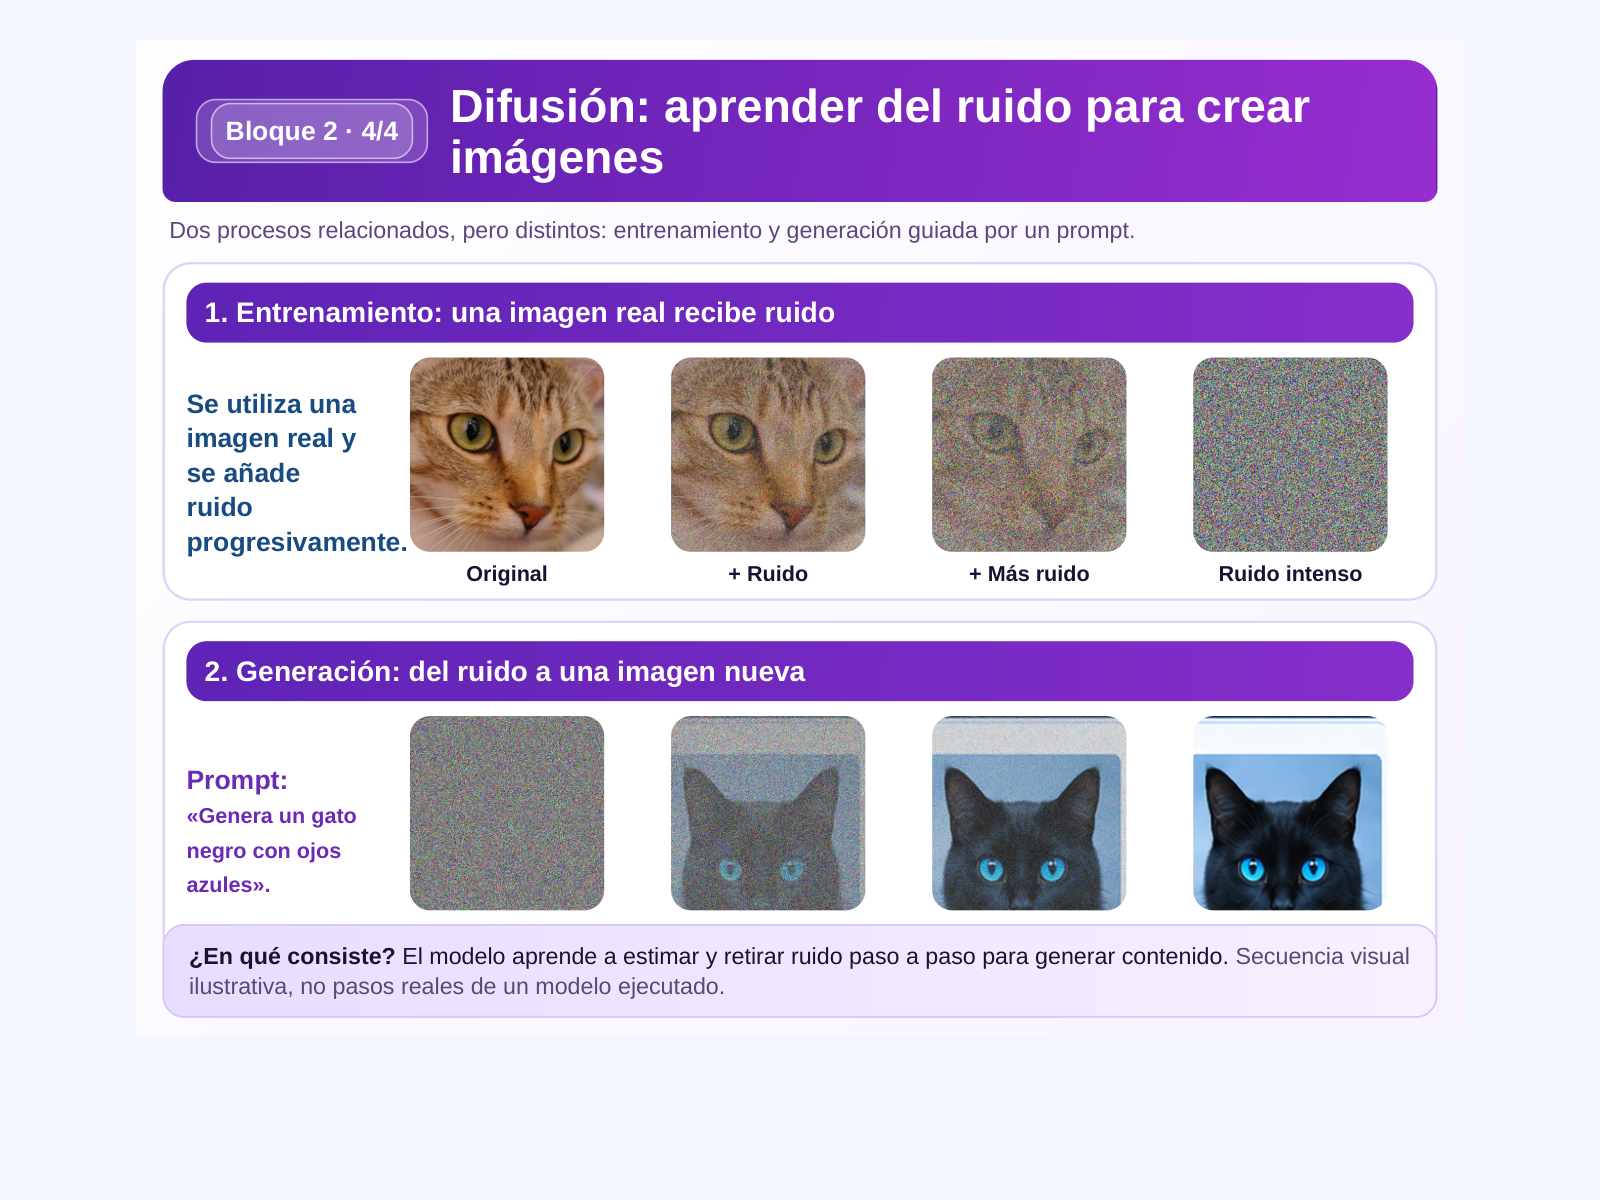 Bloque 2 · 4/4
Difusión: aprender del ruido para crear
imágenes
Dos procesos relacionados, pero distintos: entrenamiento y generación guiada por un prompt.
1. Entrenamiento: una imagen real recibe ruido
Se utiliza una
imagen real y
se añade
ruido
progresivamente.
Original
+ Ruido
+ Más ruido
Ruido intenso
2. Generación: del ruido a una imagen nueva
Prompt:
«Genera un gato
negro con ojos
azules».
¿En qué consiste? El modelo aprende a estimar y retirar ruido paso a paso para generar contenido. Secuencia visual
ilustrativa, no pasos reales de un modelo ejecutado.